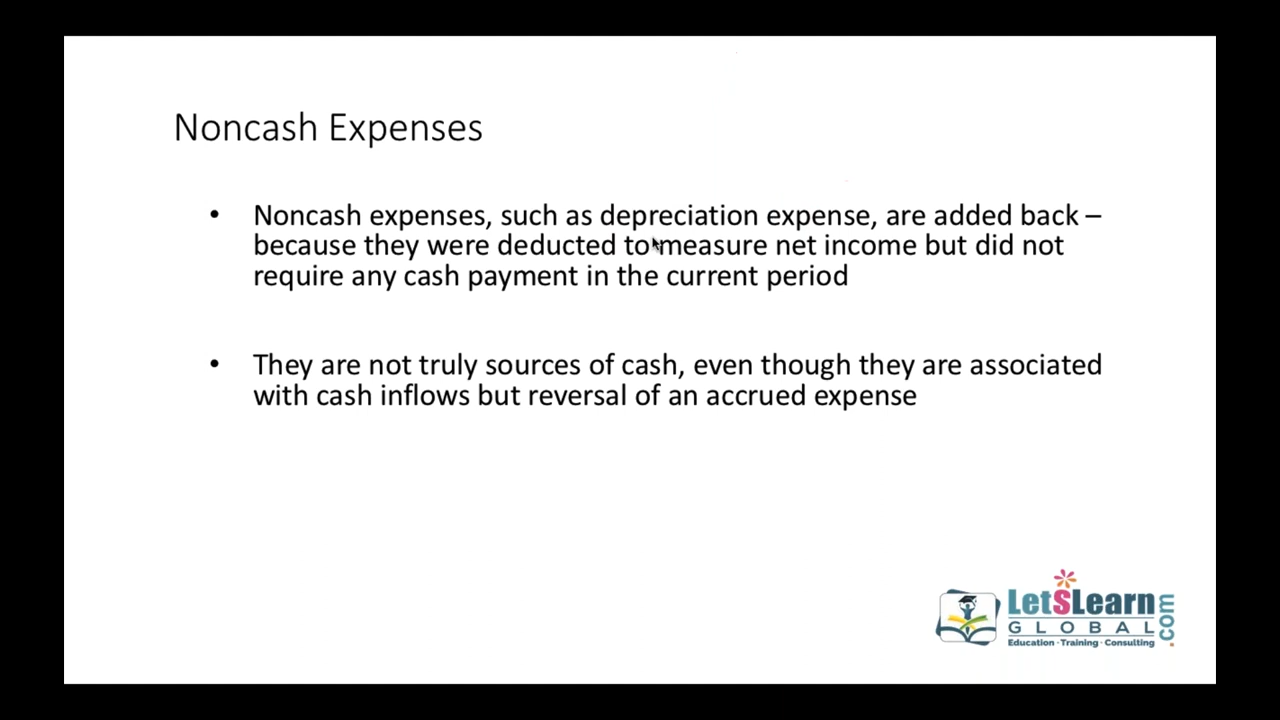 Noncash Expenses
• Noncash expenses, such as depreciation expense, are added back –
because they were deducted to measure net income but did not
require any cash payment in the current period
• They are not truly sources of cash, even though they are associated
with cash inflows but reversal of an accrued expense
LetSLearn
GLOBAL
.com
Education · Training · Consulting